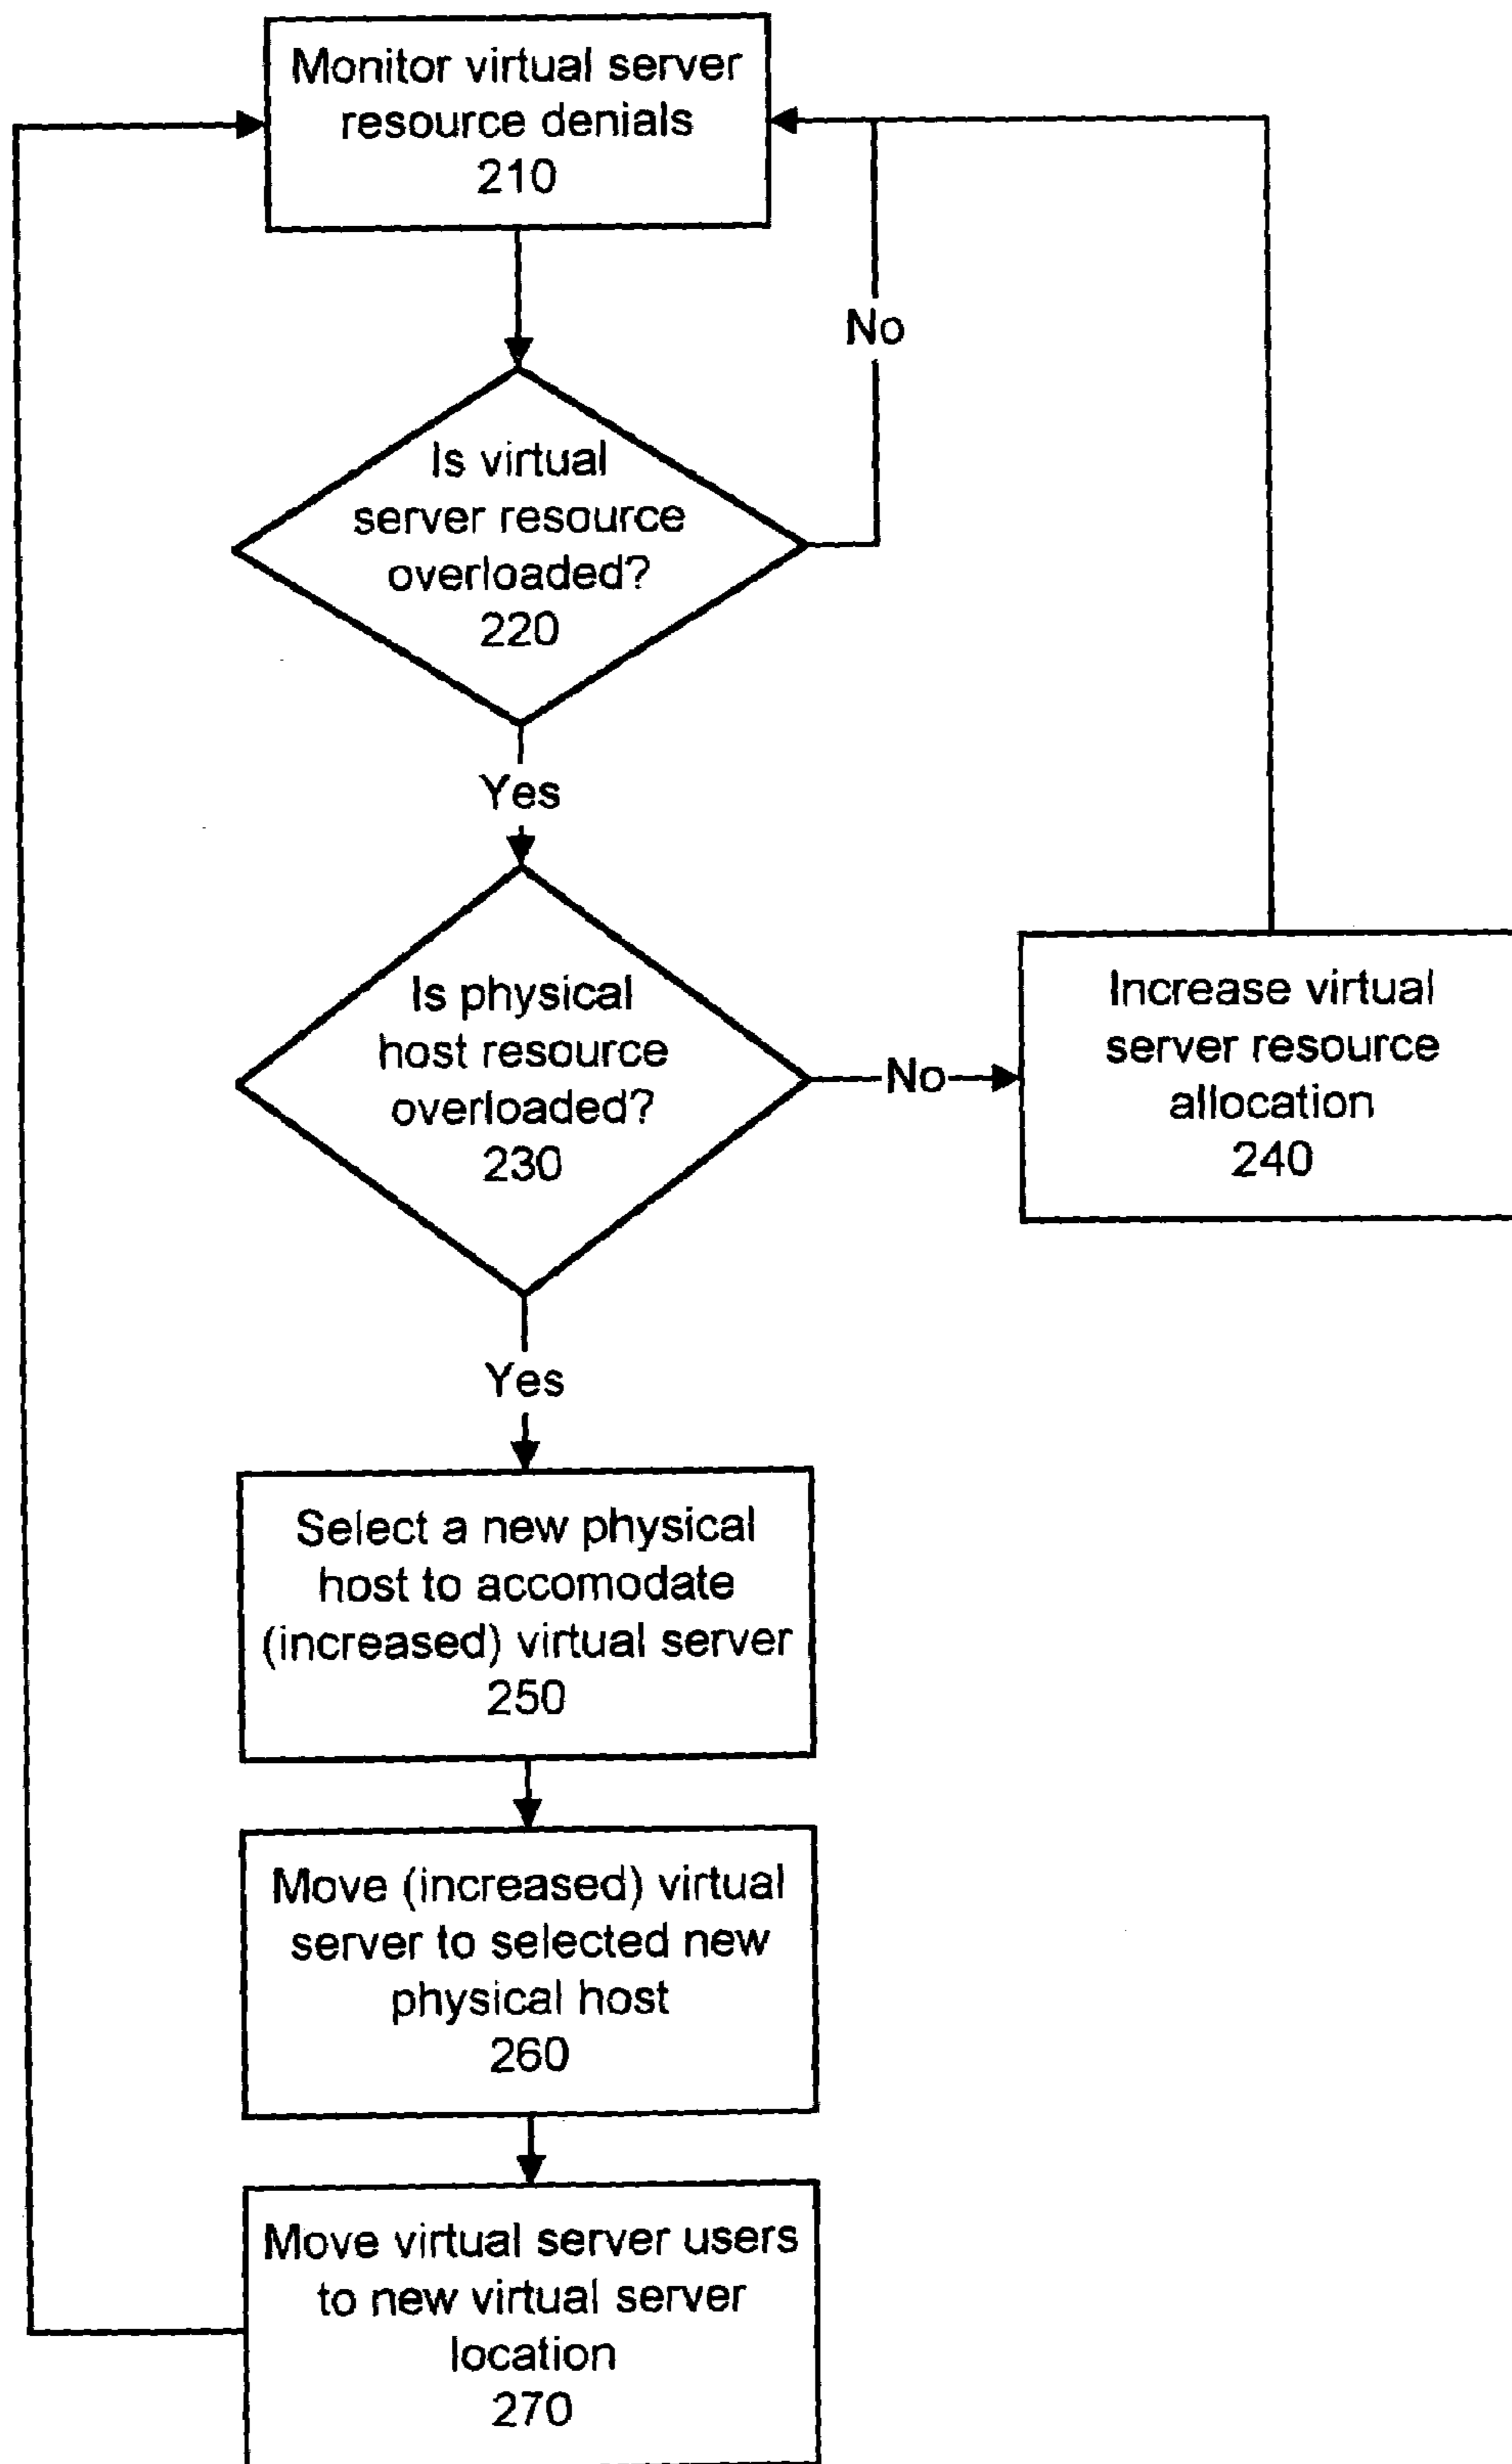 Monitor virtual server
resource denials
210
No
Is virtual
server resource
overloaded?
220
Yes
Is physical
host resource
overloaded?
230
No
Increase virtual
server resource
allocation
240
Yes
Select a new physical
host to accomodate
(increased) virtual server
250
Move (increased) virtual
server to selected new
physical host
260
Move virtual server users
to new virtual server
location
270